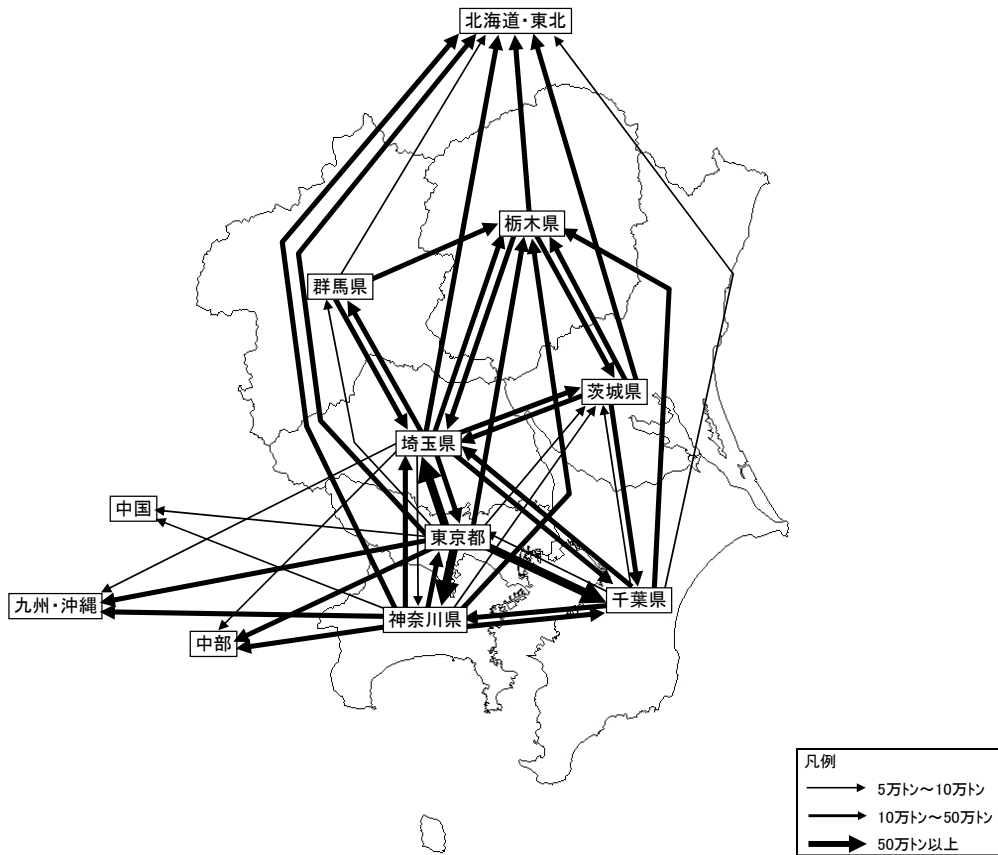 北海道・東北
栃木県
群馬県
茨城県
埼玉県
中国
東京都
九州・沖縄
千葉県
神奈川県
中部
凡例
5万トン～10万トン
10万トン～50万トン
50万トン以上